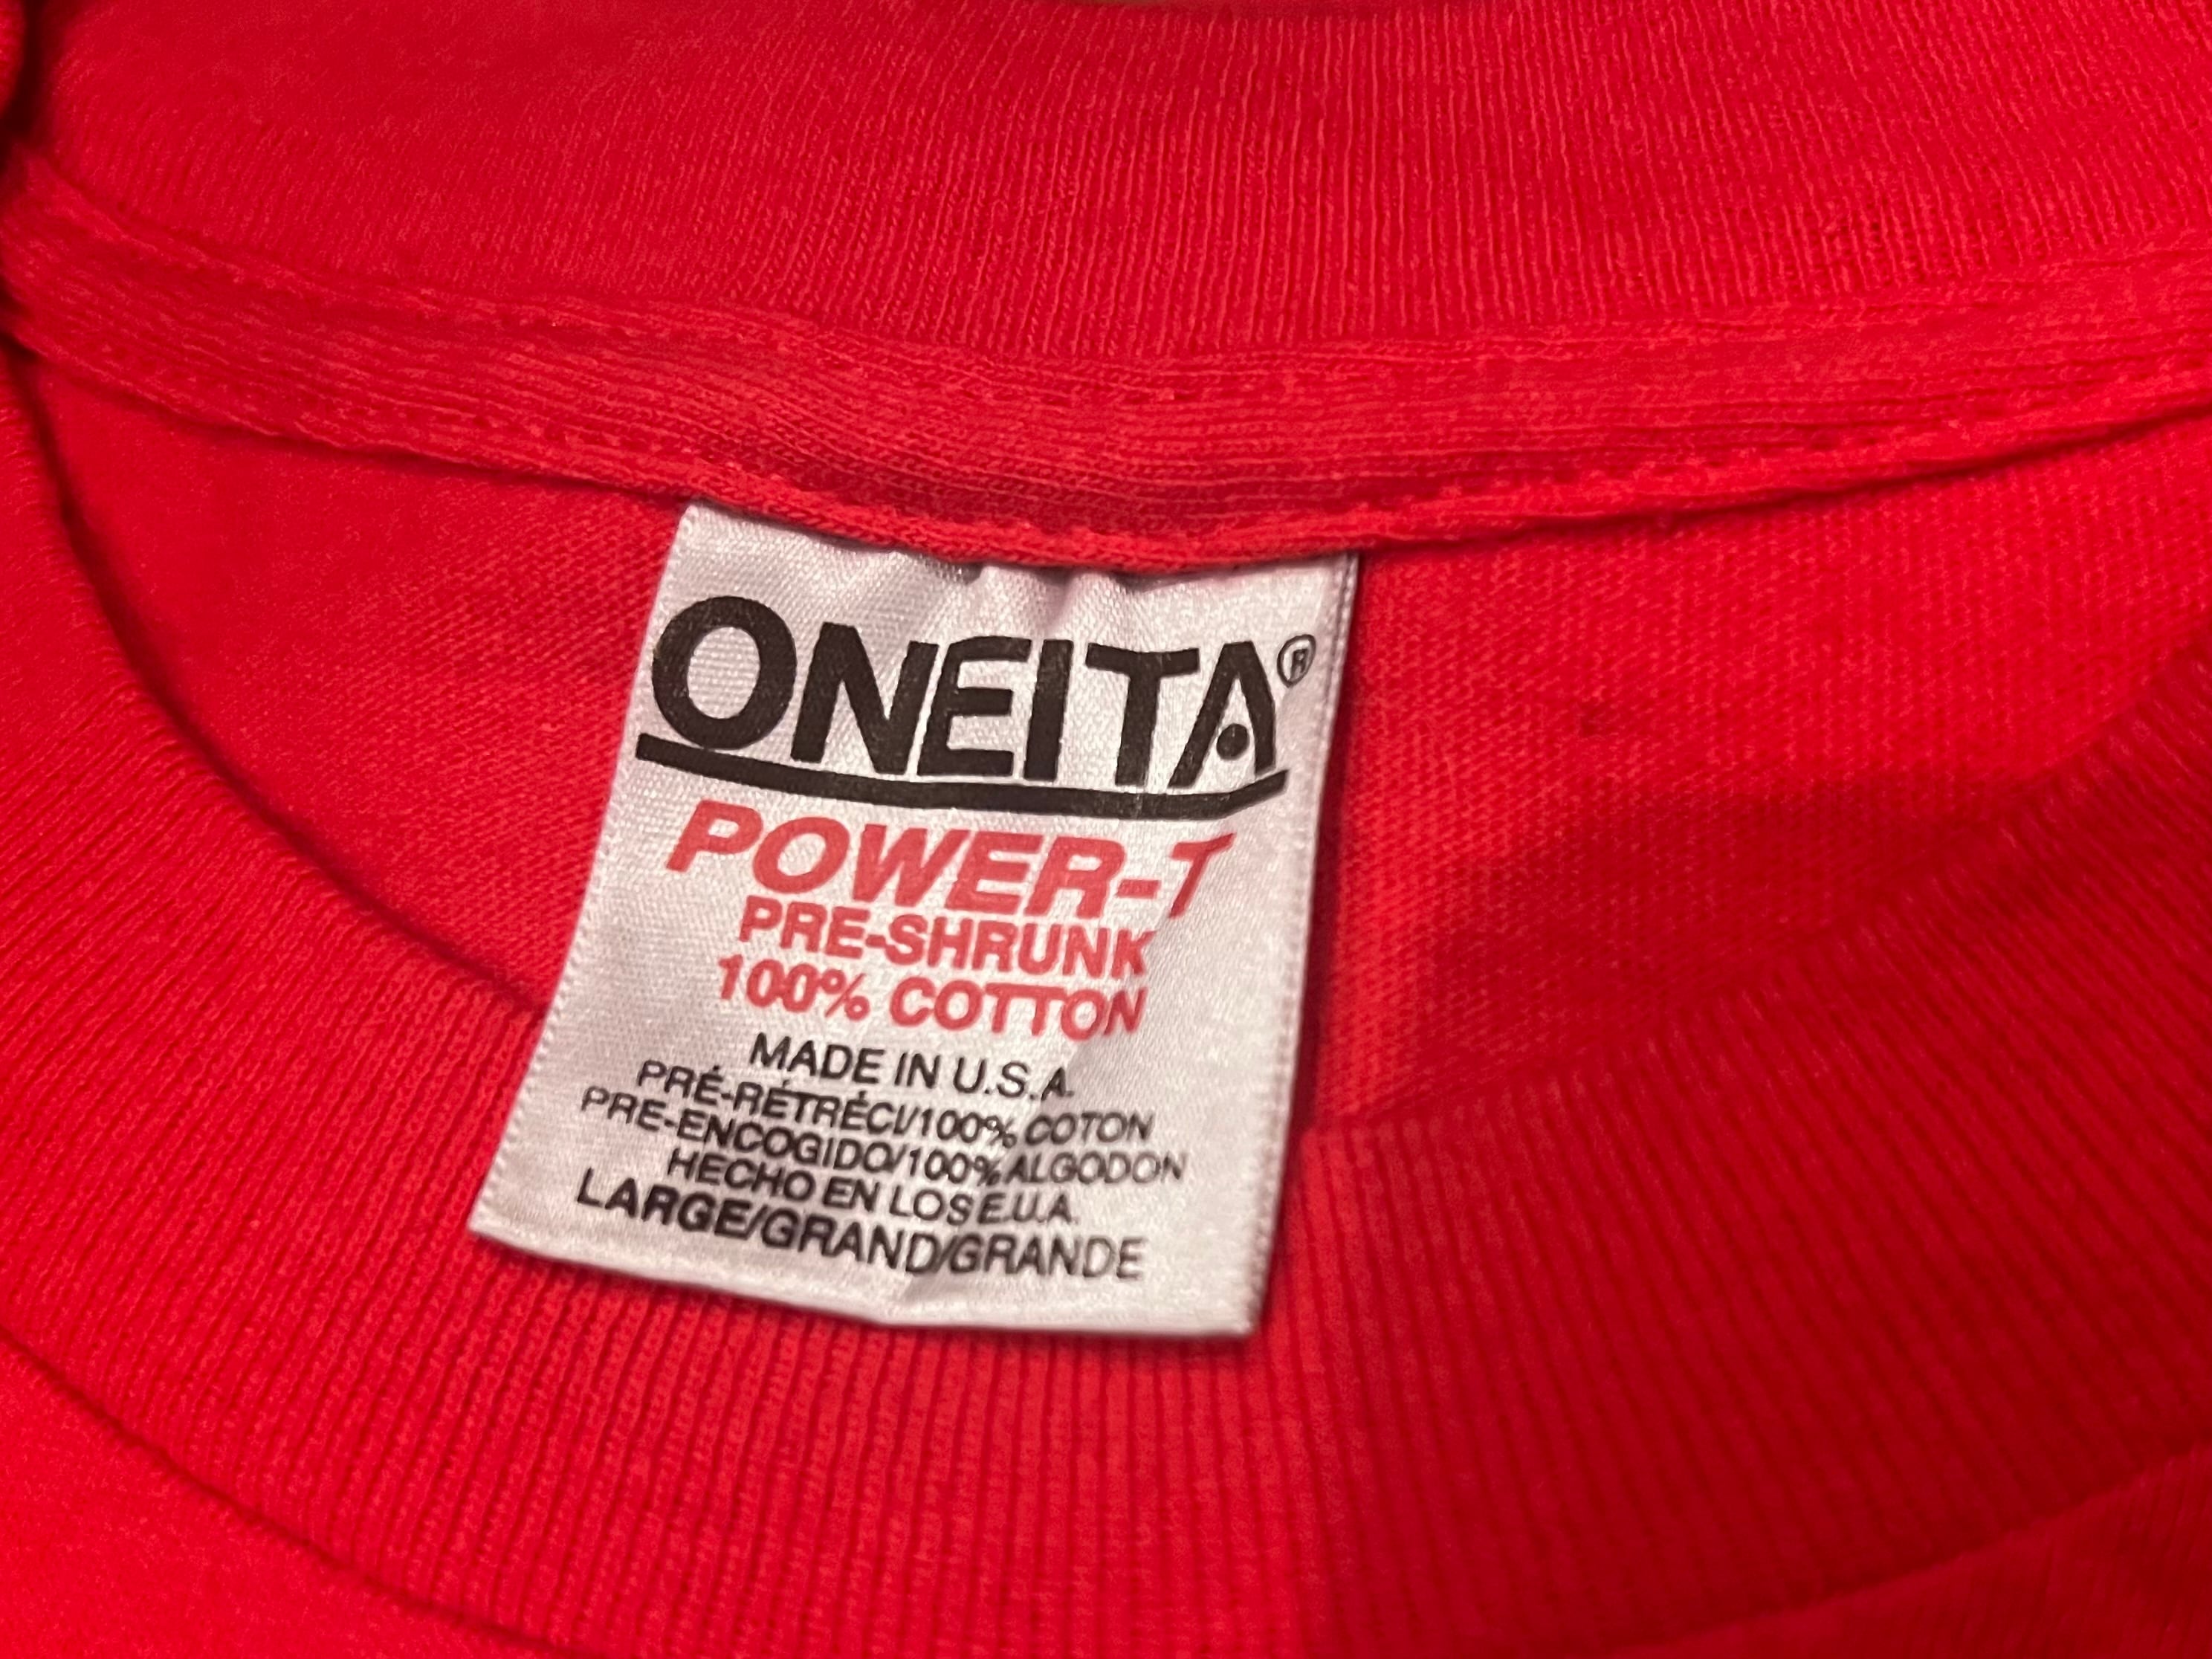 ONEITA®
POWER-T
PRE-SHRUNK
100% COTTON
MADE IN U.S.A.
PRÉ-RÉTRÉCI/100% COTON
PRE-ENCOGIDO/100% ALGODON
HECHO EN LOS E.U.A.
LARGE/GRAND/GRANDE